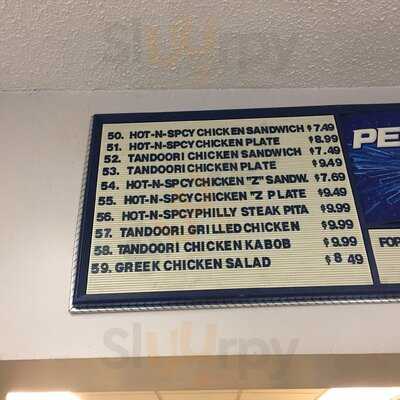 Slurpy
50. HOT-N-SPCY CHICKEN SANDWICH $7.49
51. HOT-N-SPCY CHICKEN PLATE $8.99
52. TANDOORI CHICKEN SANDWICH $7.49
53. TANDOORI CHICKEN PLATE $9.49
54. HOT-N-SPCY CHICKEN "Z" SANDW. $7.69
55. HOT-N-SPCY CHICKEN "Z PLATE $9.49
56. HOT-N-SPCY PHILLY STEAK PITA $9.99
57. TANDOORI GRILLED CHICKEN $9.99
58. TANDOORI CHICKEN KABOB $9.99
59. GREEK CHICKEN SALAD $8 49
PE
FOR
Slurpy